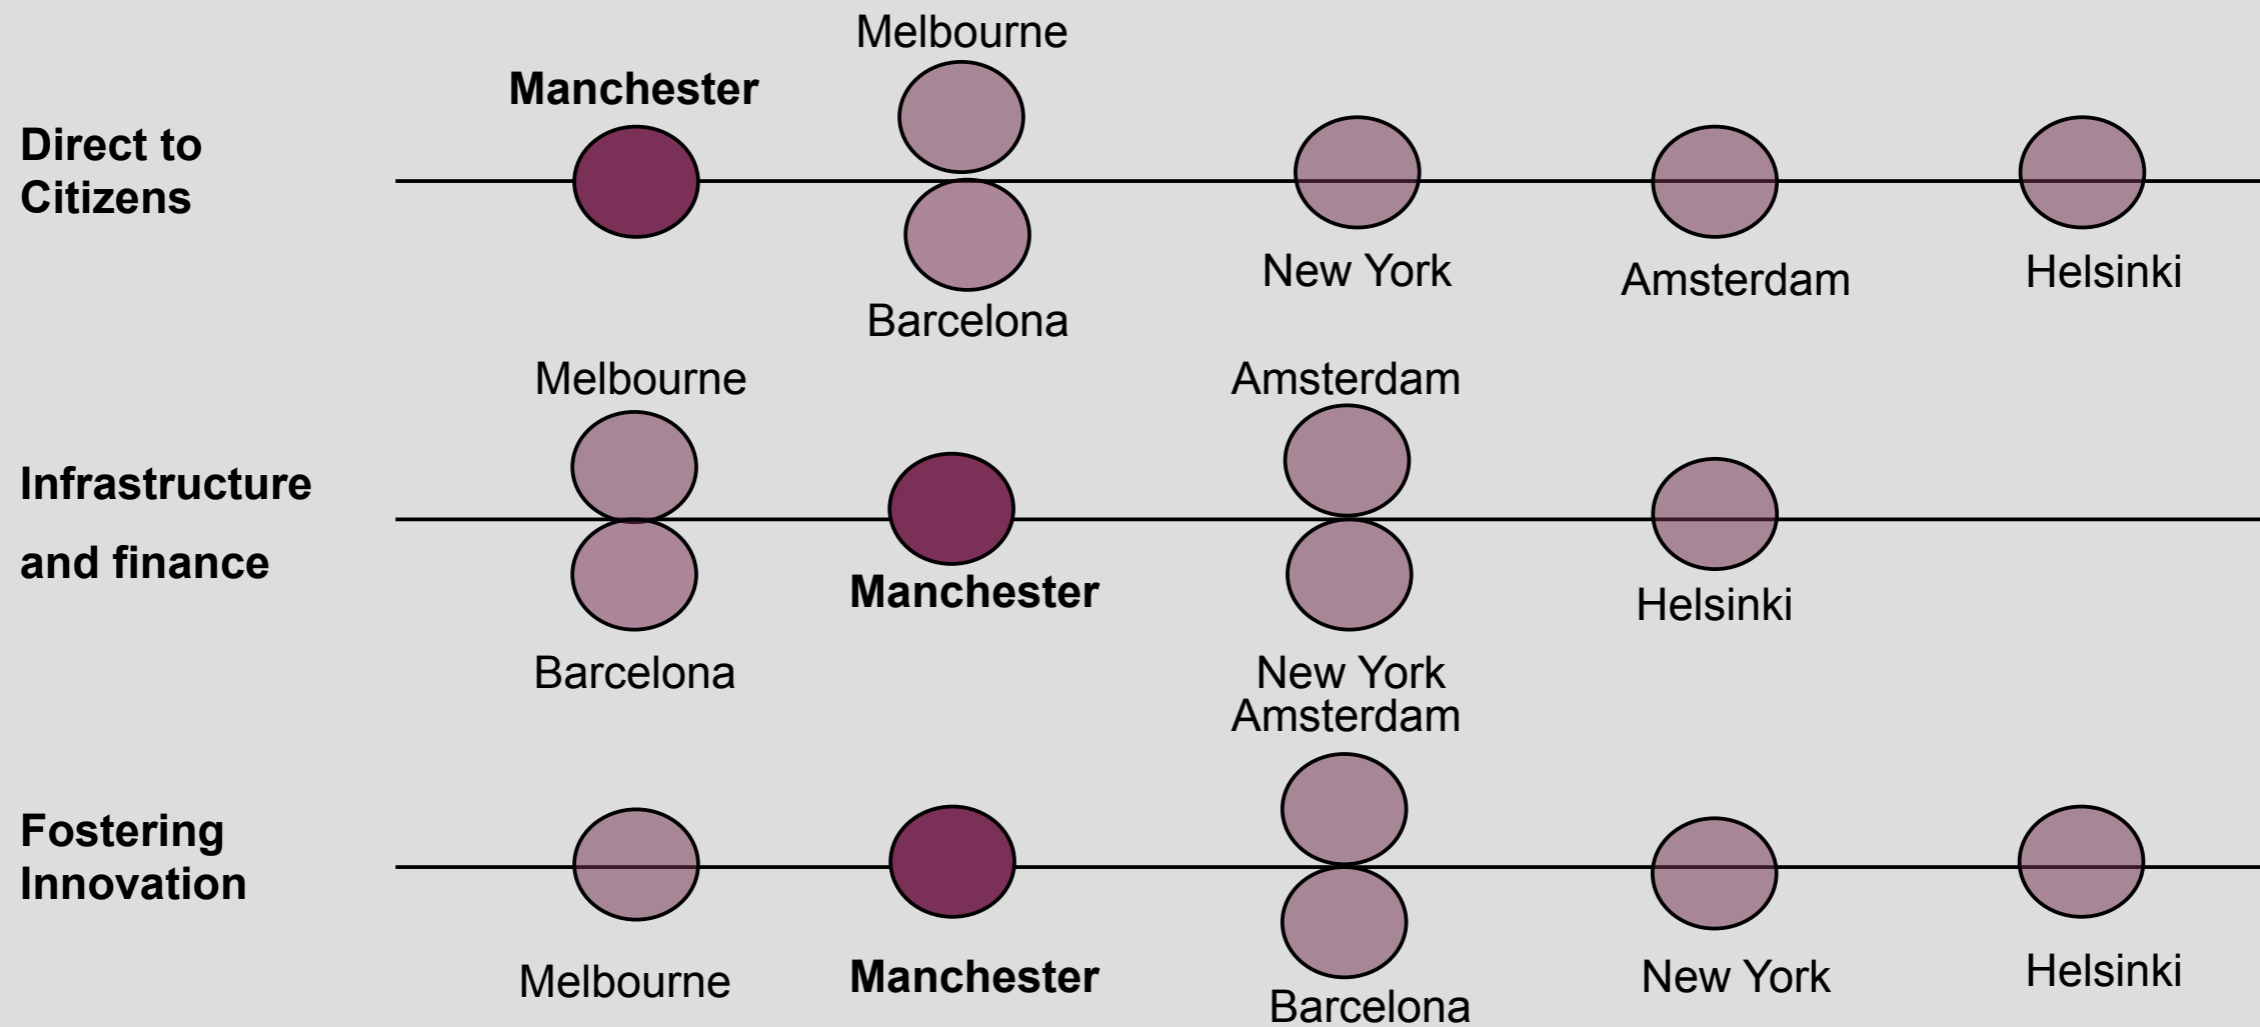 Melbourne
Manchester
Direct to
Citizens
New York
Amsterdam
Helsinki
Barcelona
Melbourne
Amsterdam
Infrastructure
and finance
Manchester
Helsinki
Barcelona
New York
Amsterdam
Fostering
Innovation
Melbourne
Manchester
Barcelona
New York
Helsinki